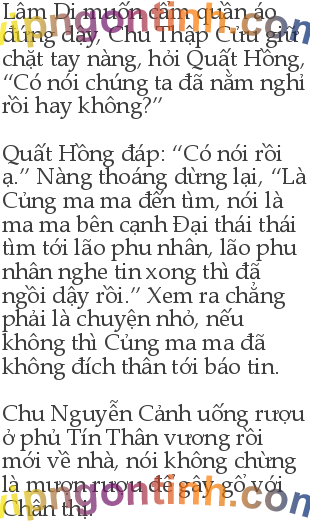 Lâm Di muốn cầm quần áo
đứng dậy, Chu Thập Cửu giữ
chặt tay nàng, hỏi Quất Hồng,
“Có nói chúng ta đã nằm nghỉ
rồi hay không?”

Quất Hồng đáp: “Có nói rồi
ạ.” Nàng thoáng dừng lại, “Là
Củng ma ma đến tìm, nói là
ma ma bên cạnh Đại thái thái
tìm tới lão phu nhân, lão phu
nhân nghe tin xong thì đã
ngồi dậy rồi.” Xem ra chẳng
phải là chuyện nhỏ, nếu
không thì Củng ma ma đã
không đích thân tới báo tin.

Chu Nguyễn Cảnh uống rượu
ở phủ Tín Thân vương rồi
mới về nhà, nói không chừng
là mượn rượu để gây gổ với
Chân thị.